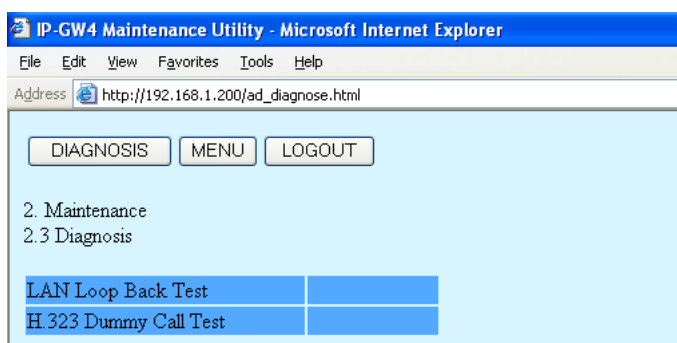 IP-GW4 Maintenance Utility - Microsoft Internet Explorer
File Edit View Favorites Tools Help
Address http://192.168.1.200/ad_diagnose.html
DIAGNOSIS MENU LOGOUT
2. Maintenance
2.3 Diagnosis
LAN Loop Back Test
H.323 Dummy Call Test